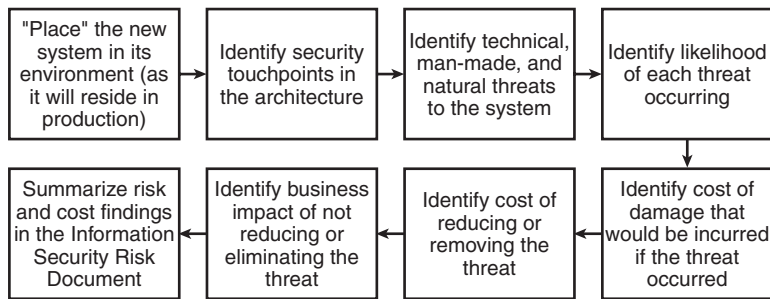 "Place" the new
system in its
environment (as
it will reside in
production)
Identify security
touchpoints in
the architecture
Identify technical,
man-made, and
natural threats
to the system
Identify likelihood
of each threat
occurring
Summarize risk
and cost findings
in the Information
Security Risk
Document
Identify business
impact of not
reducing or
eliminating the
threat
Identify cost of
reducing or
removing the
threat
Identify cost of
damage that
would be incurred
if the threat
occurred